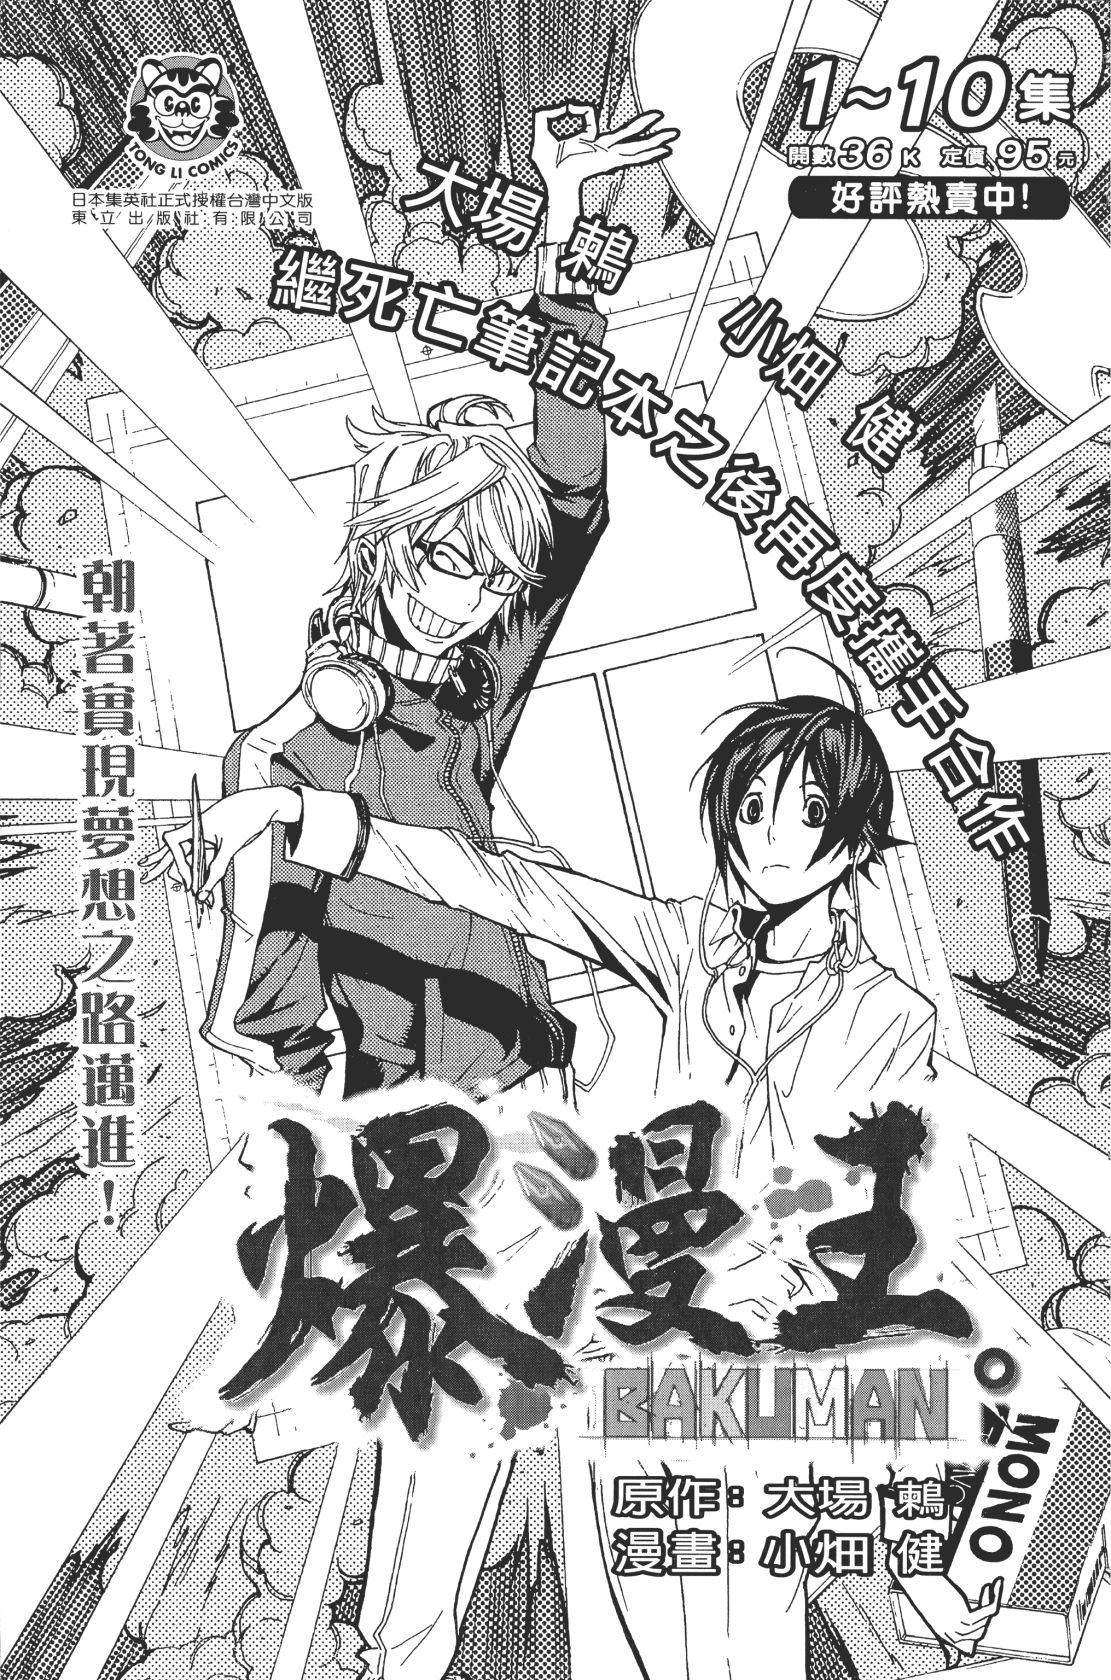 TONG LI COMICS
日本集英社正式授權台灣中文版
東立出版社有限公司
1~10集
開數36K 定價95元
好評熱賣中!
大場 鶫 小畑 健
繼死亡筆記本之後再度攜手合作
朝著實現夢想之路邁進!
爆漫王。
BAKUMAN
原作:大場 鶫
漫畫:小畑 健
MONO